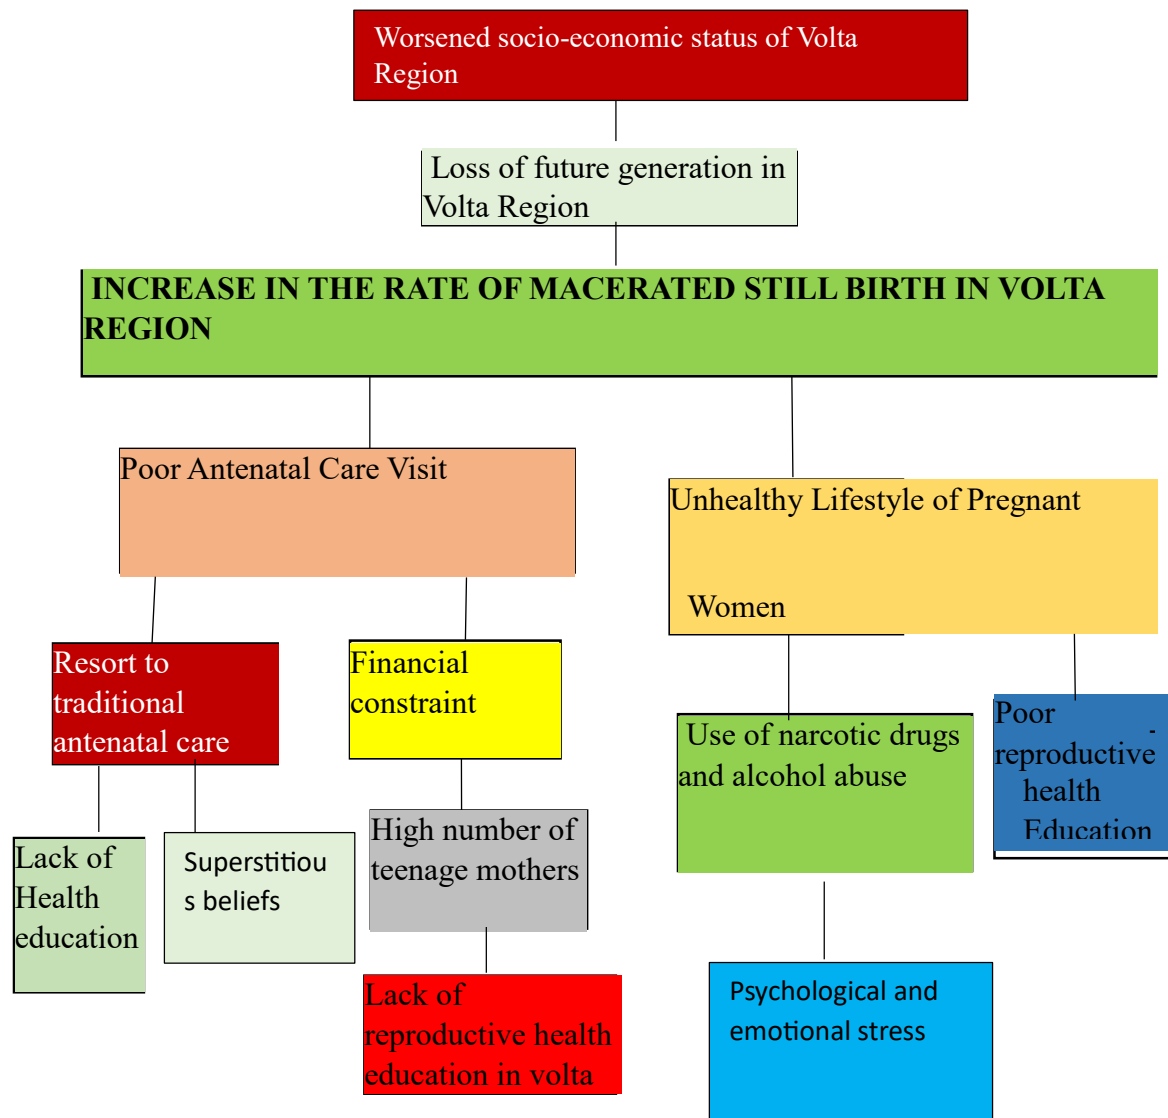 Worsened socio-economic status of Volta
Region
Loss of future generation in
Volta Region
INCREASE IN THE RATE OF MACERATED STILL BIRTH IN VOLTA
REGION
Poor Antenatal Care Visit
Unhealthy Lifestyle of Pregnant
Women
Resort to
traditional
antenatal care
Financial
constraint
Use of narcotic drugs
and alcohol abuse
Poor -
reproductive
health
Education
Lack of
Health
education
Superstitiou
s beliefs
High number of
teenage mothers
Lack of
reproductive health
education in volta
Psychological and
emotional stress